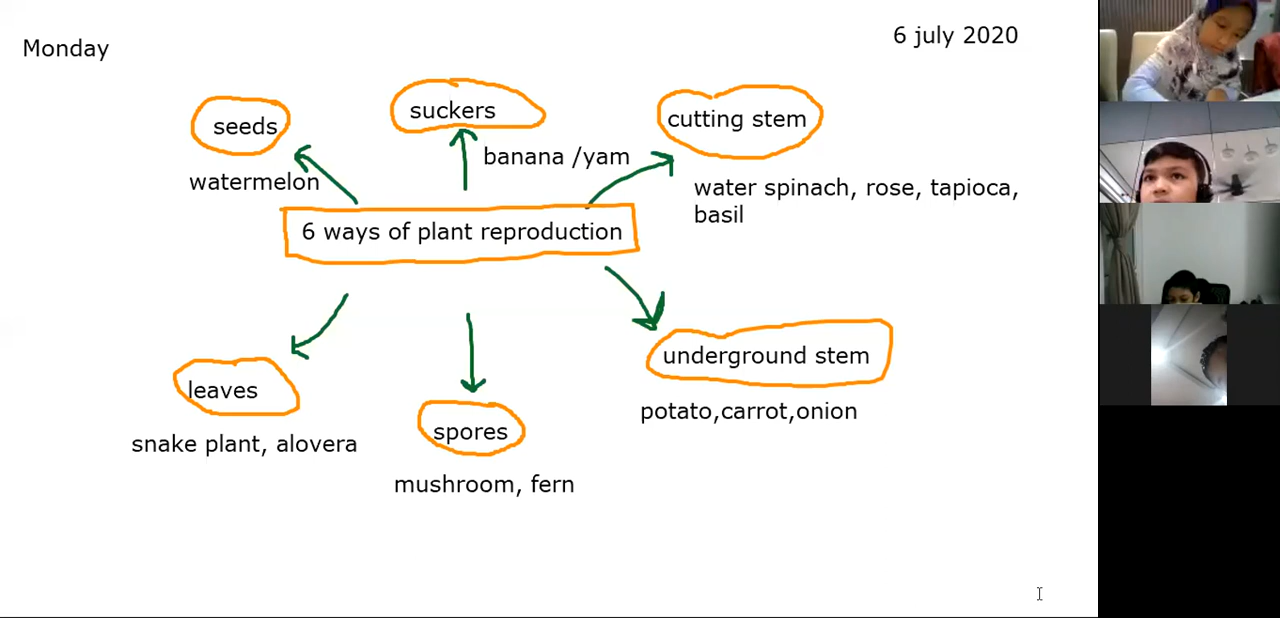 Monday
6 july 2020
seeds
suckers
cutting stem
watermelon
banana /yam
water spinach, rose, tapioca,
basil
6 ways of plant reproduction
leaves
spores
underground stem
snake plant, alovera
mushroom, fern
potato,carrot,onion